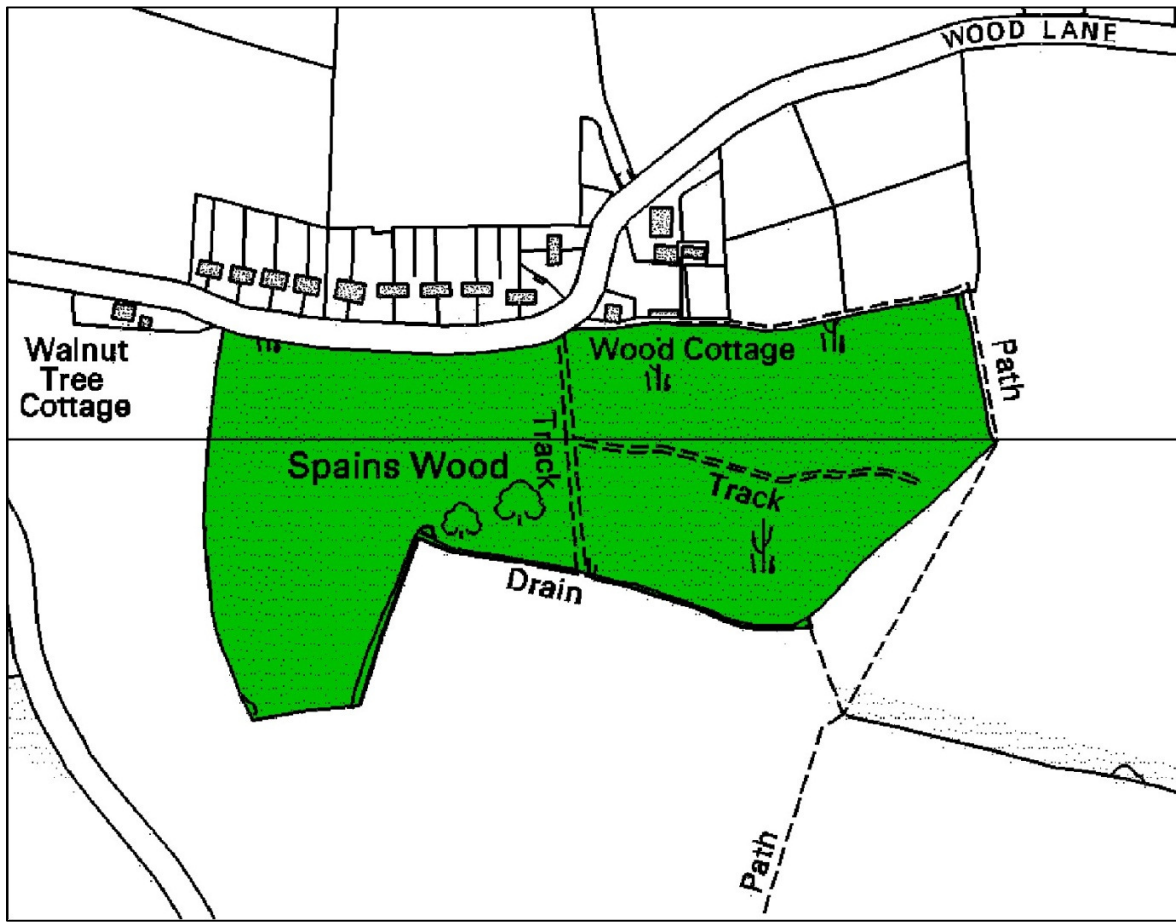 WOOD LANE
Walnut
Tree
Cottage
Wood Cottage
Path
Track
Spains Wood
Track
Drain
Path